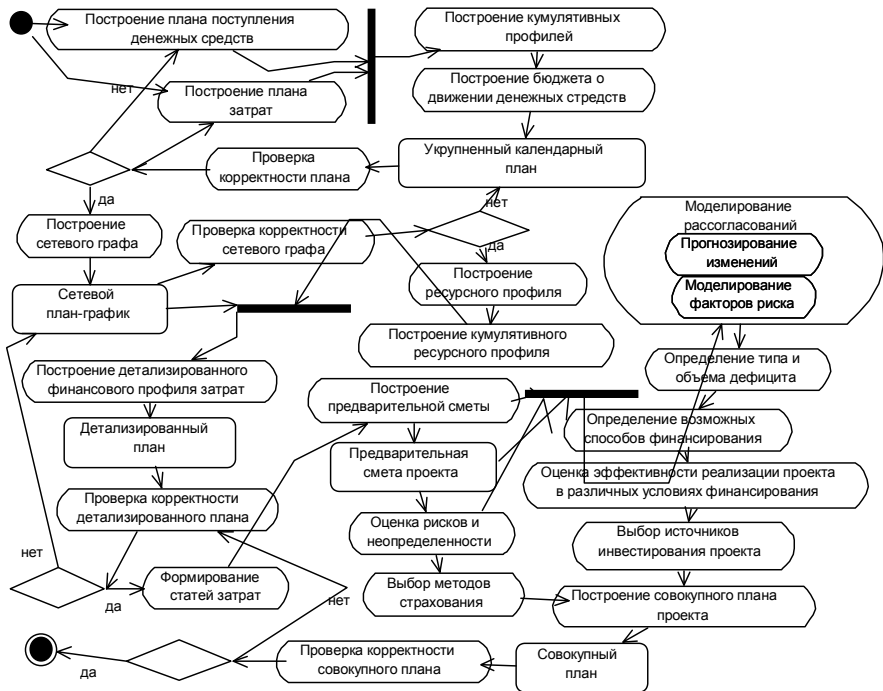 Построение плана поступления
денежных средств
нет
Построение плана
затрат
Построение кумулятивных
профилей
Построение бюджета о
движении денежных стредств
Укрупненный календарный
план
Проверка
корректности плана
да
Построение
сетевого графа
Проверка корректности
сетевого графа
нет
да
Сетевой
план-график
Построение
ресурсного профиля
Построение кумулятивного
ресурсного профиля
Моделирование
рассогласований
Прогнозирование
изменений
Моделирование
факторов риска
Построение детализированного
финансового профиля затрат
Детализированный
план
Проверка корректности
детализированного плана
нет
да
Формирование
статей затрат
Построение
предварительной сметы
Предварительная
смета проекта
Оценка рисков и
неопределенности
Выбор методов
страхования
Определение типа и
объема дефицита
Определение возможных
способов финансирования
Оценка эффективности реализации проекта
в различных условиях финансирования
Выбор источников
инвестирования проекта
Построение совокупного плана
проекта
Совокупный
план
Проверка корректности
совокупного плана
нет
да